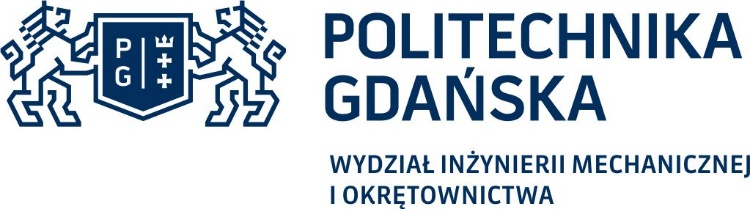 P
G
POLITECHNIKA
GDAŃSKA
WYDZIAŁ INŻYNIERII MECHANICZNEJ
I OKRĘTOWNICTWA